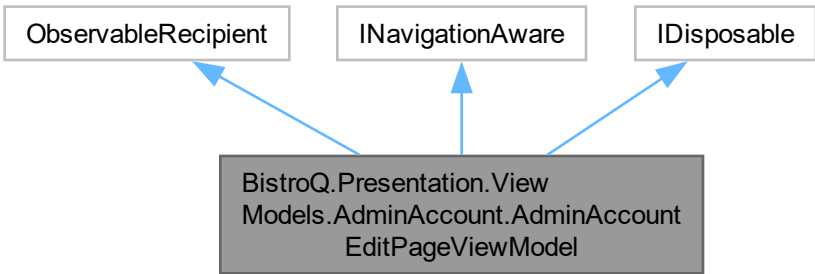 ObservableRecipient
INavigationAware
IDisposable
BistroQ.Presentation.View
Models.AdminAccount.AdminAccount
EditPageViewModel